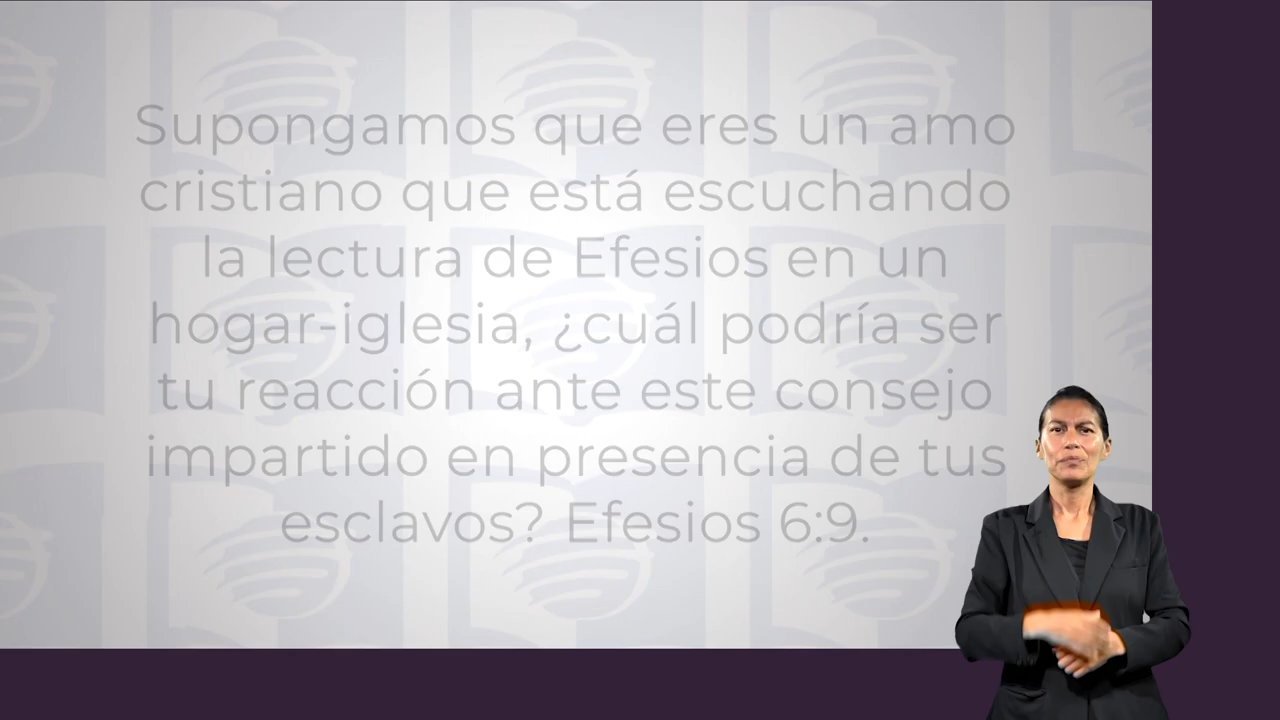 Supongamos que eres un amo
cristiano que está escuchando
la lectura de Efesios en un
hogar-iglesia, ¿cuál podría ser
tu reacción ante este consejo
impartido en presencia de tus
esclavos? Efesios 6:9.